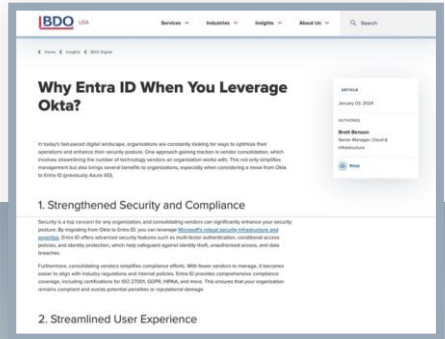 BDO USA
Services
Industries
Insights
About Us
Search
Home Insights BDO Digital
Why Entra ID When You Leverage
Okta?
ARTICLE
January 03, 2024
AUTHOR(S)
Brett Benson
Senior Manager, Cloud &
Infrastructure
Print
In today's fast-paced digital landscape, organizations are constantly looking for ways to optimize their
operations and enhance their security posture. One approach gaining traction is vendor consolidation, which
involves streamlining the number of technology vendors an organization works with. This not only simplifies
management but also brings several benefits to organizations, especially when considering a move from Okta
to Entra ID (previously Azure AD).
1. Strengthened Security and Compliance
Security is a top concern for any organization, and consolidating vendors can significantly enhance your security
posture. By migrating from Okta to Entra ID, you can leverage Microsoft's robust security infrastructure and
expertise. Entra ID offers advanced security features such as multi-factor authentication, conditional access
policies, and identity protection, which help safeguard against identity theft, unauthorized access, and data
breaches.
Furthermore, consolidating vendors simplifies compliance efforts. With fewer vendors to manage, it becomes
easier to align with industry regulations and internal policies. Entra ID provides comprehensive compliance
coverage, including certifications for ISO 27001, GDPR, HIPAA, and more. This ensures that your organization
remains compliant and avoids potential penalties or reputational damage.
2. Streamlined User Experience